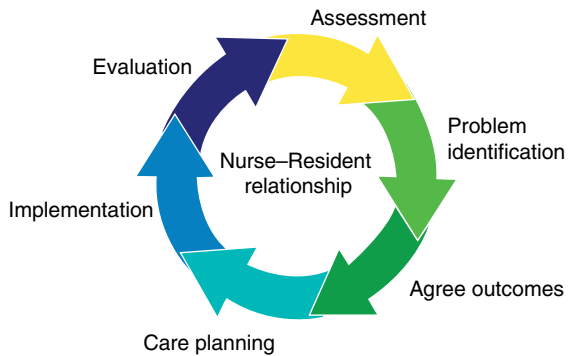 Assessment
Problem
identification
Agree outcomes
Care planning
Implementation
Evaluation
Nurse–Resident
relationship